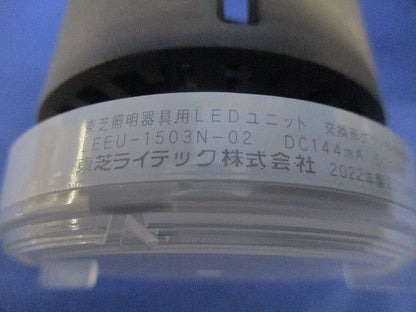 東芝照明器具用LEDユニット 交換形
LEEU-1503N-02 DC144mA
東芝ライテック株式会社 2022年製